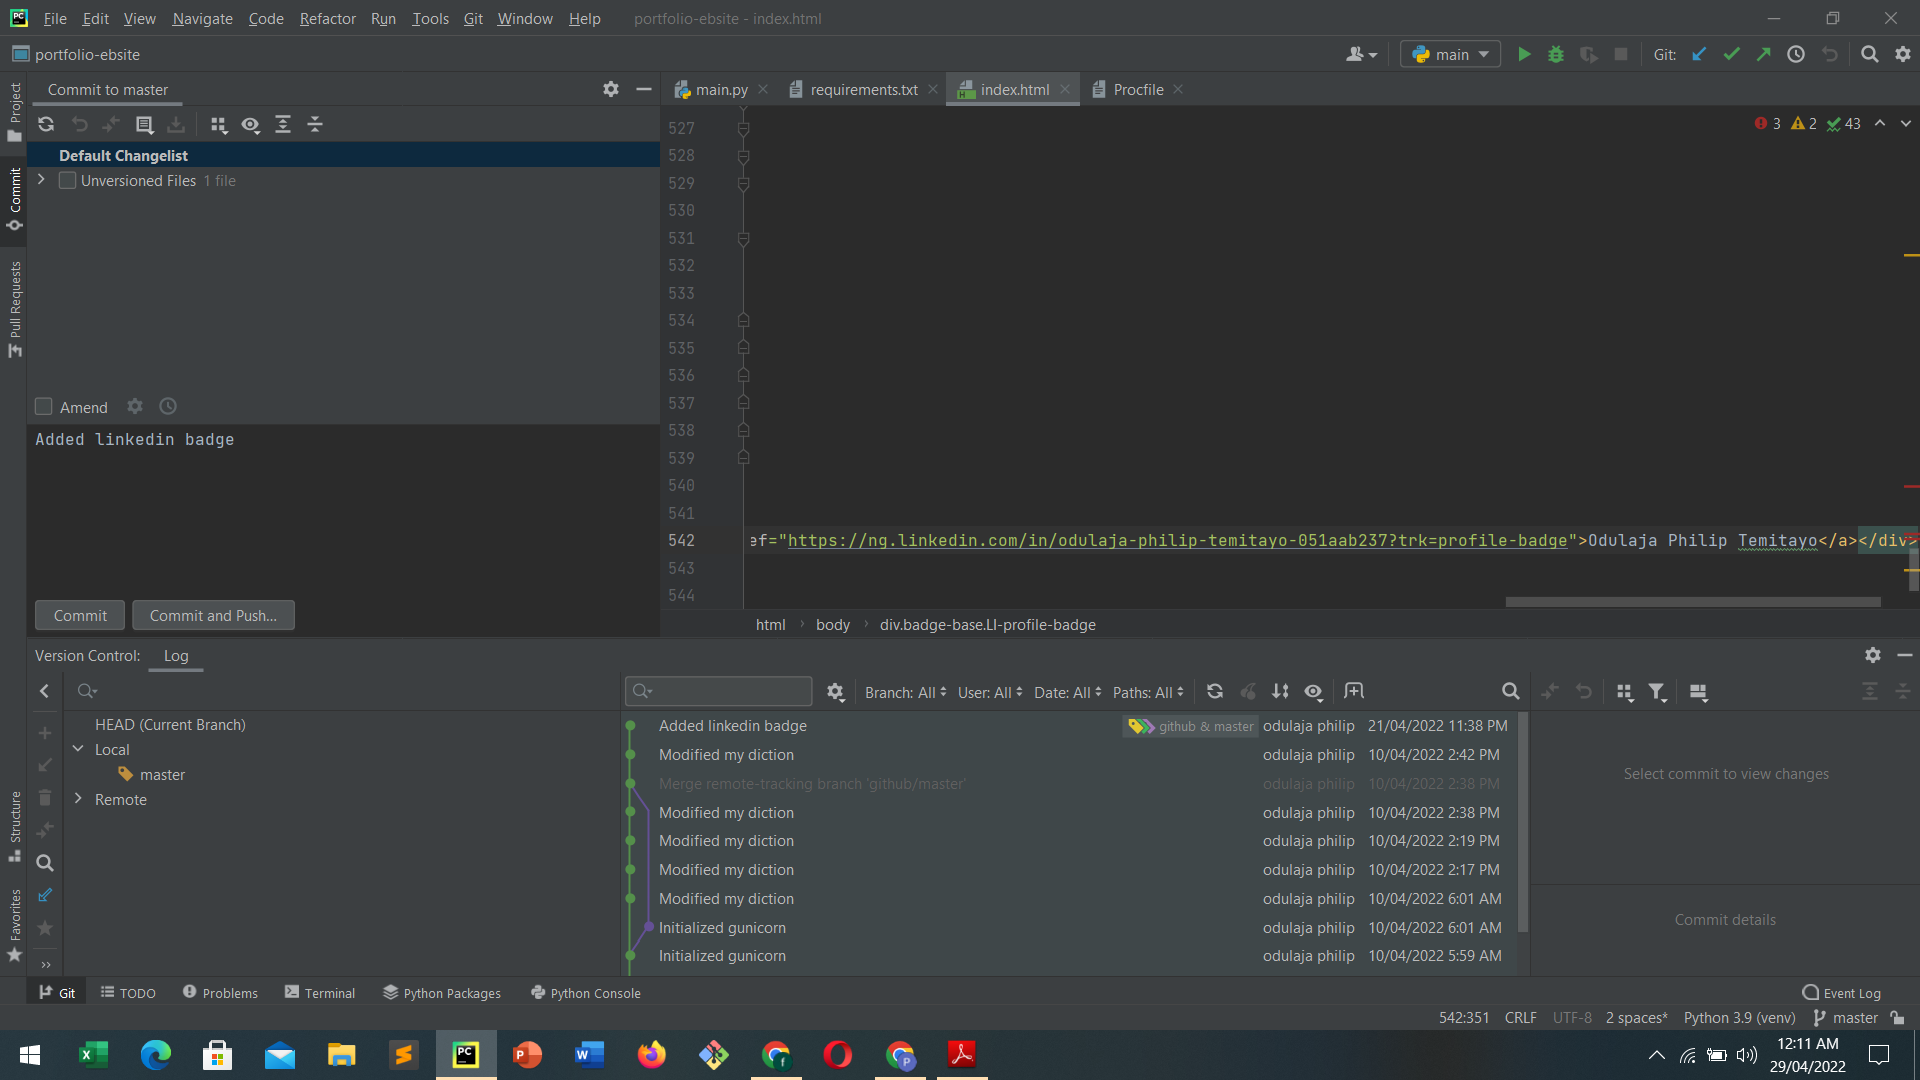 File Edit View Navigate Code Refactor Run Tools Git Window Help portfolio-ebsite - index.html
portfolio-ebsite main Git:
Project
Commit
Pull Requests
Structure
Favorites
Commit to master
Default Changelist
Unversioned Files 1 file
Amend
Added linkedin badge
Commit Commit and Push...
main.py requirements.txt index.html Procfile
3 2 43
527
528
529
530
531
532
533
534
535
536
537
538
539
540
541
542 ef="https://ng.linkedin.com/in/odulaja-philip-temitayo-051aab237?trk=profile-badge">Odulaja Philip Temitayo</a></div>
543
544
html body div.badge-base.LI-profile-badge
Version Control: Log
HEAD (Current Branch)
Local
master
Remote
Branch: All User: All Date: All Paths: All
Added linkedin badge github & master odulaja philip 21/04/2022 11:38 PM
Modified my diction odulaja philip 10/04/2022 2:42 PM
Merge remote-tracking branch 'github/master' odulaja philip 10/04/2022 2:38 PM
Modified my diction odulaja philip 10/04/2022 2:38 PM
Modified my diction odulaja philip 10/04/2022 2:19 PM
Modified my diction odulaja philip 10/04/2022 2:17 PM
Modified my diction odulaja philip 10/04/2022 6:01 AM
Initialized gunicorn odulaja philip 10/04/2022 6:01 AM
Initialized gunicorn odulaja philip 10/04/2022 5:59 AM
Select commit to view changes
Commit details
Git TODO Problems Terminal Python Packages Python Console Event Log
542:351 CRLF UTF-8 2 spaces* Python 3.9 (venv) master
12:11 AM
29/04/2022